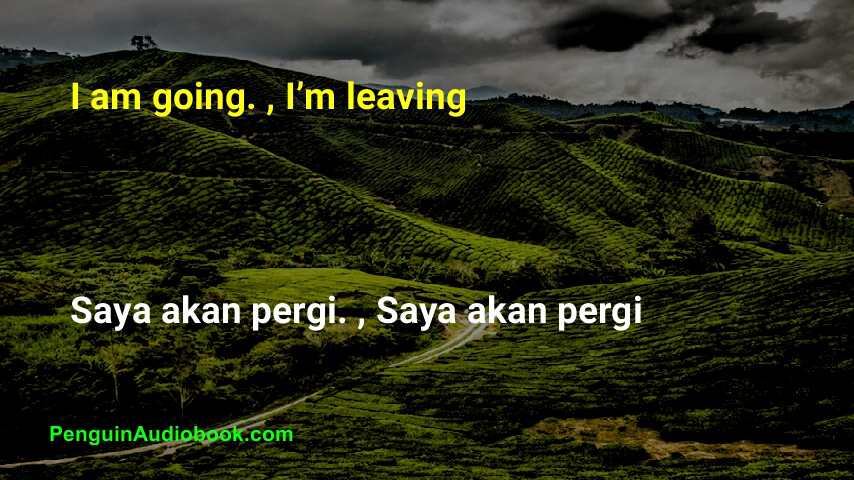 I am going. , I’m leaving
Saya akan pergi. , Saya akan pergi
PenguinAudiobook.com